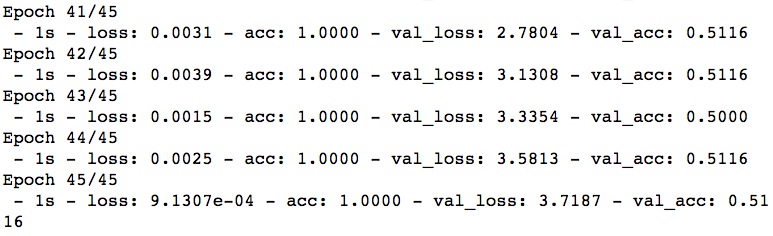 Epoch 41/45
 - 1s - loss: 0.0031 - acc: 1.0000 - val_loss: 2.7804 - val_acc: 0.5116
Epoch 42/45
 - 1s - loss: 0.0039 - acc: 1.0000 - val_loss: 3.1308 - val_acc: 0.5116
Epoch 43/45
 - 1s - loss: 0.0015 - acc: 1.0000 - val_loss: 3.3354 - val_acc: 0.5000
Epoch 44/45
 - 1s - loss: 0.0025 - acc: 1.0000 - val_loss: 3.5813 - val_acc: 0.5116
Epoch 45/45
 - 1s - loss: 9.1307e-04 - acc: 1.0000 - val_loss: 3.7187 - val_acc: 0.51
16